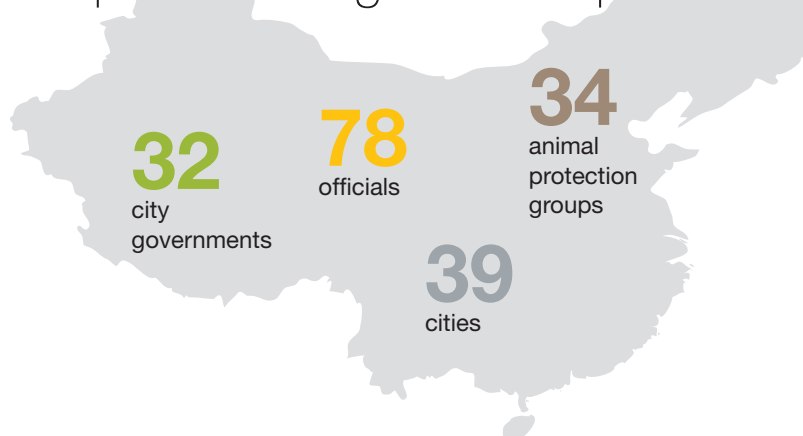 32
city
governments
78
officials
34
animal
protection
groups
39
cities